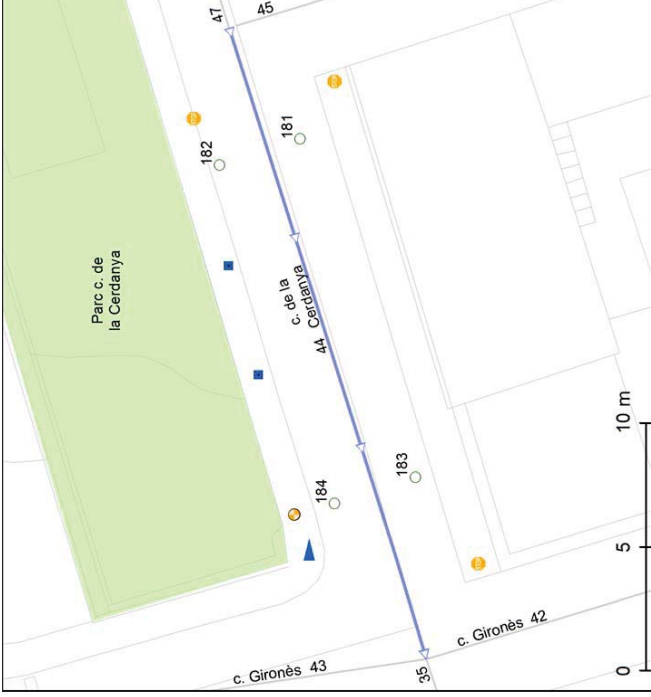 47
45
182
181
Parc c. de
la Cerdanya
c. de la
Cerdanya
44
184
183
10 m
5
0
c. Gironès 42
c. Gironès 43
35